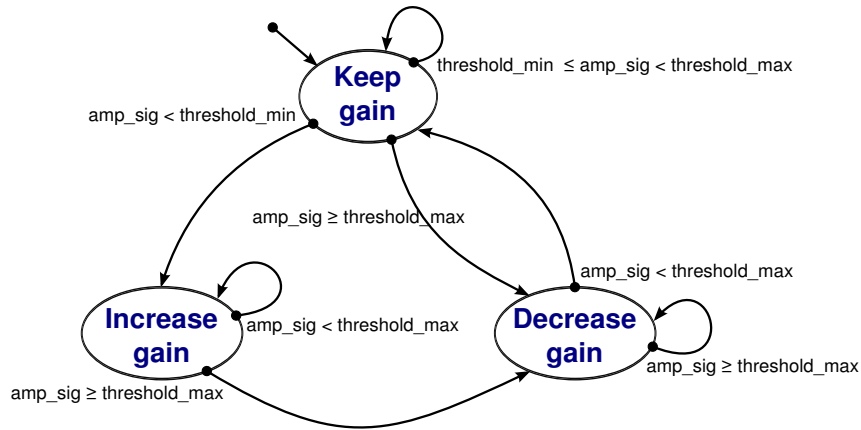 Keep
gain
threshold_min ≤ amp_sig < threshold_max
amp_sig < threshold_min
amp_sig ≥ threshold_max
amp_sig < threshold_max
Increase
gain
amp_sig < threshold_max
Decrease
gain
amp_sig ≥ threshold_max
amp_sig ≥ threshold_max